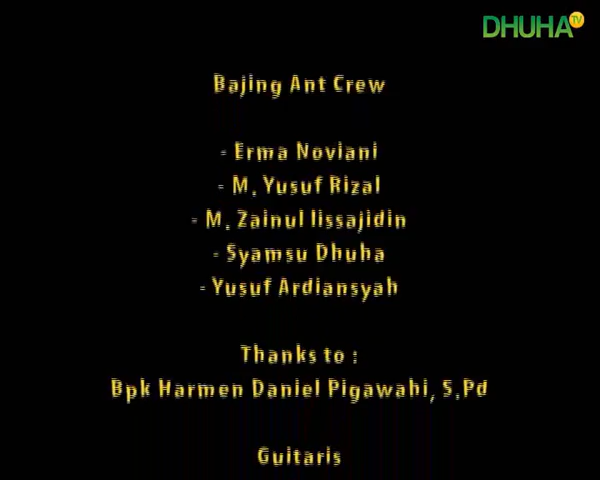 DHUHA TV
Bajing Ant Crew
- Erma Noviani
- M. Yusuf Rizal
- M. Zainul lissajidin
- Syamsu Dhuha
- Yusuf Ardiansyah
Thanks to :
Bpk Harmen Daniel Pigawahi, S.Pd
Guitaris